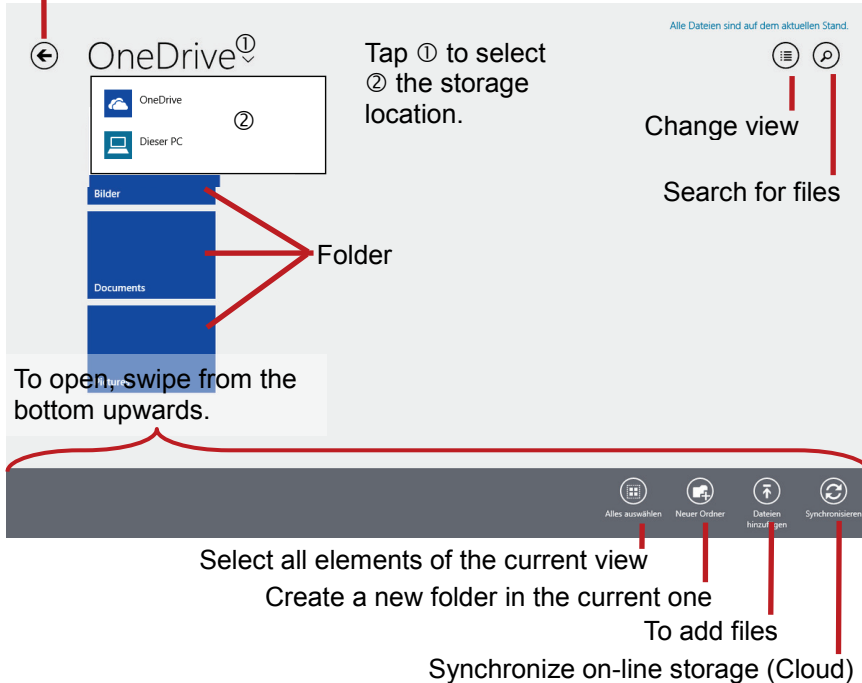 Alle Dateien sind auf dem aktuellen Stand.
OneDrive①
Tap ① to select
② the storage
location.
OneDrive
②
Dieser PC
Change view
Search for files
Bilder
Folder
Documents
Pictures
To open, swipe from the
bottom upwards.
Alles auswählen
Neuer Ordner
Dateien
hinzufügen
Synchronisieren
Select all elements of the current view
Create a new folder in the current one
To add files
Synchronize on-line storage (Cloud)